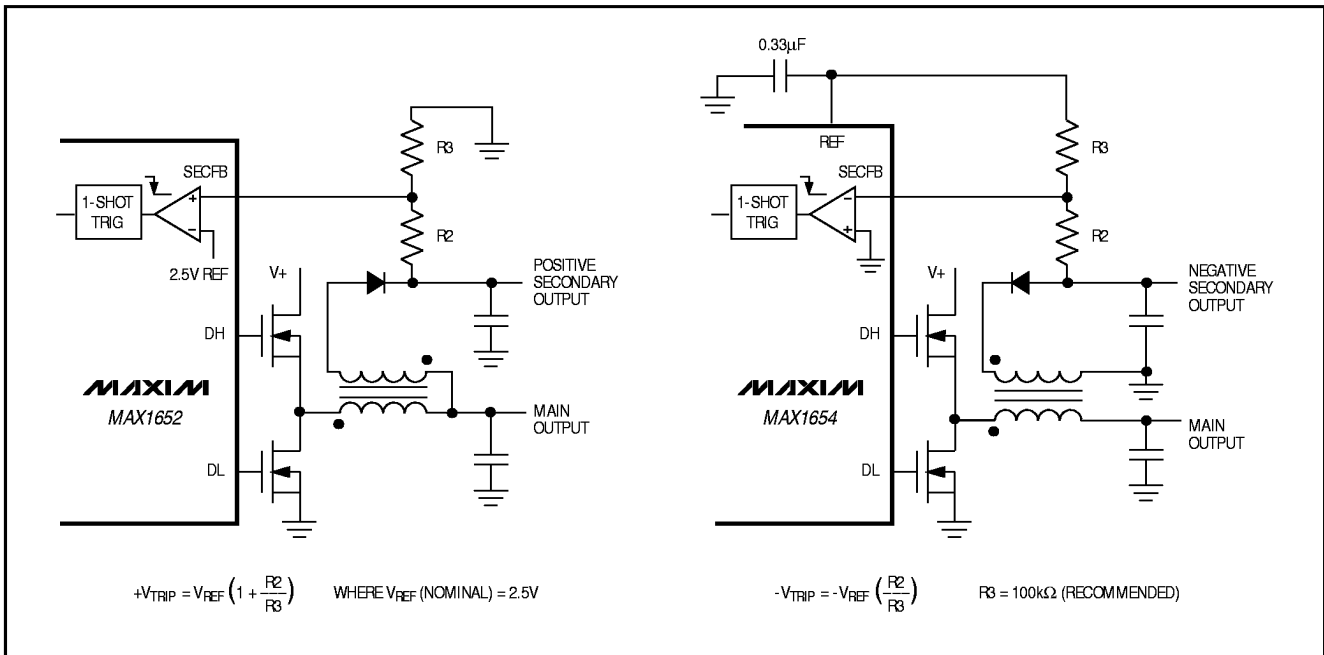 R3
SECFB
+
1-SHOT
TRIG
−
R2
2.5V REF
V+
POSITIVE
SECONDARY
OUTPUT
DH
MAXIM
MAX1652
MAIN
OUTPUT
DL
+VTRIP = VREF (1 + R2/R3) WHERE VREF (NOMINAL) = 2.5V
0.33μF
REF
R3
SECFB
−
1-SHOT
TRIG
+
R2
V+
NEGATIVE
SECONDARY
OUTPUT
DH
MAXIM
MAX1654
MAIN
OUTPUT
DL
-VTRIP = -VREF (R2/R3) R3 = 100kΩ (RECOMMENDED)